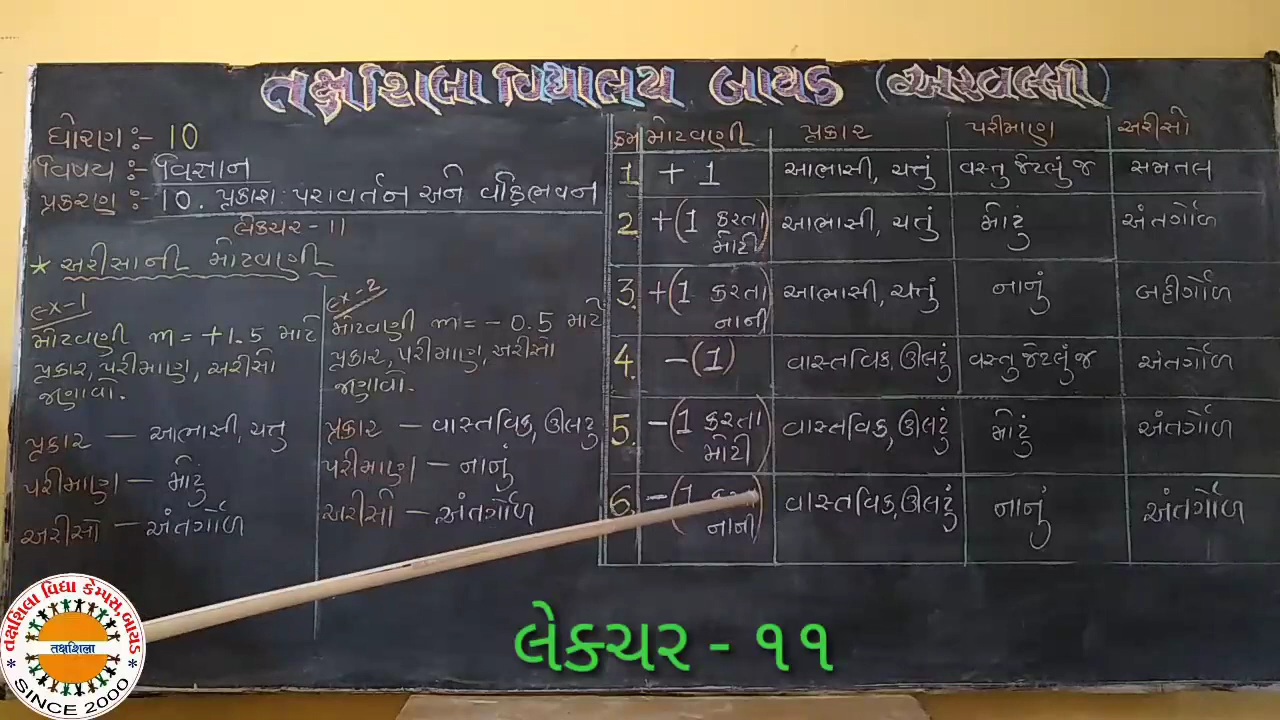 તક્ષશિલા વિદ્યાલય બાયડ (અરવલ્લી)
ધોરણ :- 10
વિષય :- વિજ્ઞાન
પ્રકરણ :- 10. પ્રકાશ: પરાવર્તન અને વક્રિભવન
લેકચર - 11
* અરીસાની મોટવણી
ex-1
મોટવણી m = +1.5 માટે
પ્રકાર, પરીમાણ, અરીસો
જણાવો.
પ્રકાર — આભાસી, ચત્તુ
પરીમાણ — મોટું
અરીસો — અંતર્ગોળ
ex-2
મોટવણી m = - 0.5 માટે
પ્રકાર, પરીમાણ, અરીસો
જણાવો.
પ્રકાર — વાસ્તવિક, ઊલટું
પરીમાણ — નાનું
અરીસો — અંતર્ગોળ
ક્રમ મોટવણી પ્રકાર પરીમાણ અરીસો
1 + 1 આભાસી, ચત્તું વસ્તુ જેટલું જ સમતલ
2 +(1 કરતા મોટી) આભાસી, ચતું મોટું અંતર્ગોળ
3. +(1 કરતા નાની) આભાસી, ચત્તું નાનું બહીર્ગોળ
4. -(1) વાસ્તવિક, ઊલટું વસ્તુ જેટલું જ અંતર્ગોળ
5. -(1 કરતા મોટી) વાસ્તવિક, ઊલટું મોટું અંતર્ગોળ
6. -(1 નાની) વાસ્તવિક, ઊલટું નાનું અંતર્ગોળ
લેક્ચર - ૧૧
તક્ષશિલા વિદ્યા કેમ્પસ, બાયડ
તક્ષશિલા
* SINCE 2000 *